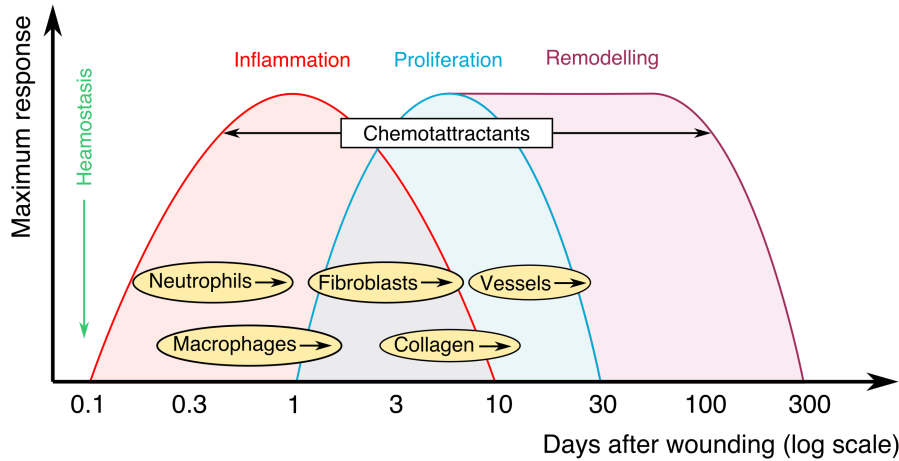 Maximum response
Heamostasis
Inflammation
Proliferation
Remodelling
Chemotattractants
Neutrophils
Fibroblasts
Vessels
Macrophages
Collagen
0.1 0.3 1 3 10 30 100 300
Days after wounding (log scale)